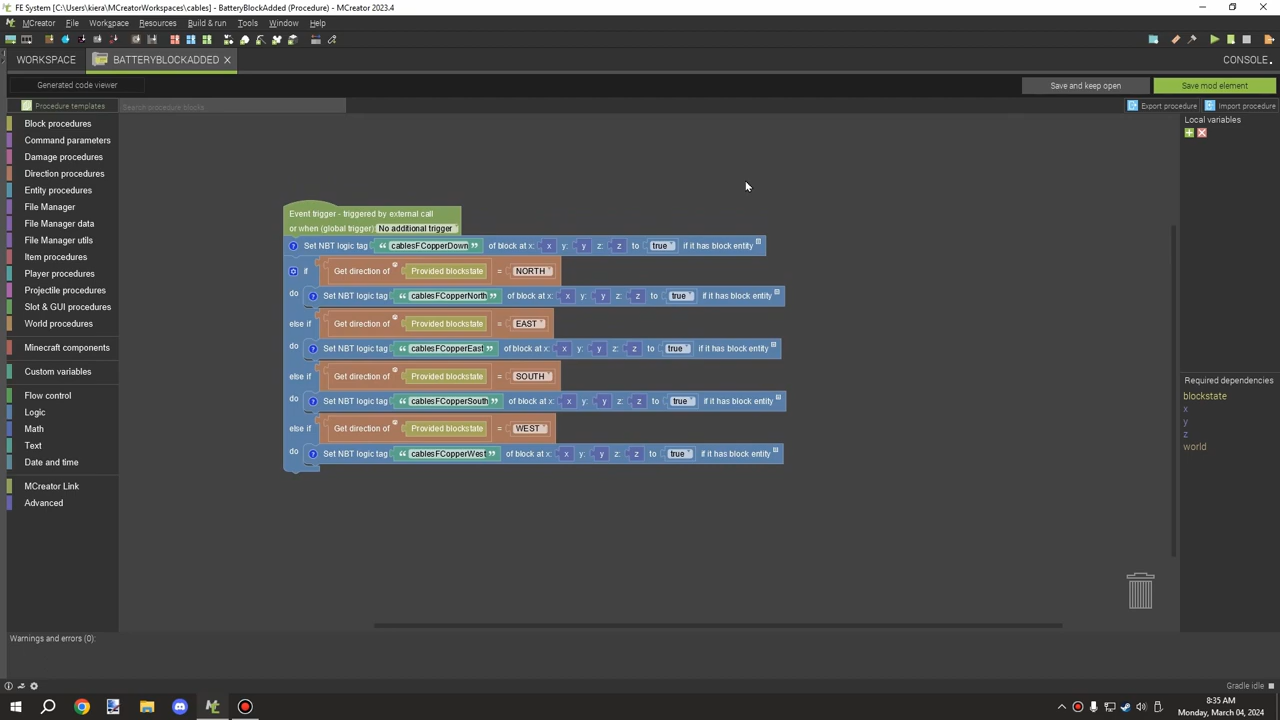 FE System [C:\Users\kiera\MCreatorWorkspaces\cables] - BatteryBlockAdded (Procedure) - MCreator 2023.4
MCreator File Workspace Resources Build & run Tools Window Help
WORKSPACE BATTERYBLOCKADDED CONSOLE
Generated code viewer Save and keep open Save mod element
Procedure templates Search procedure blocks Export procedure Import procedure
Local variables
Block procedures
Command parameters
Damage procedures
Direction procedures
Entity procedures
File Manager
File Manager data
File Manager utils
Item procedures
Player procedures
Projectile procedures
Slot & GUI procedures
World procedures
Minecraft components
Custom variables
Flow control
Logic
Math
Text
Date and time
MCreator Link
Advanced
Event trigger - triggered by external call
or when (global trigger): No additional trigger
Set NBT logic tag “ cablesFCopperDown ” of block at x: x y: y z: z to true if it has block entity
if Get direction of Provided blockstate = NORTH
do Set NBT logic tag “ cablesFCopperNorth ” of block at x: x y: y z: z to true if it has block entity
else if Get direction of Provided blockstate = EAST
do Set NBT logic tag “ cablesFCopperEast ” of block at x: x y: y z: z to true if it has block entity
else if Get direction of Provided blockstate = SOUTH
do Set NBT logic tag “ cablesFCopperSouth ” of block at x: x y: y z: z to true if it has block entity
else if Get direction of Provided blockstate = WEST
do Set NBT logic tag “ cablesFCopperWest ” of block at x: x y: y z: z to true if it has block entity
Required dependencies
blockstate
x
y
z
world
Warnings and errors (0):
Gradle idle
8:35 AM
Monday, March 04, 2024